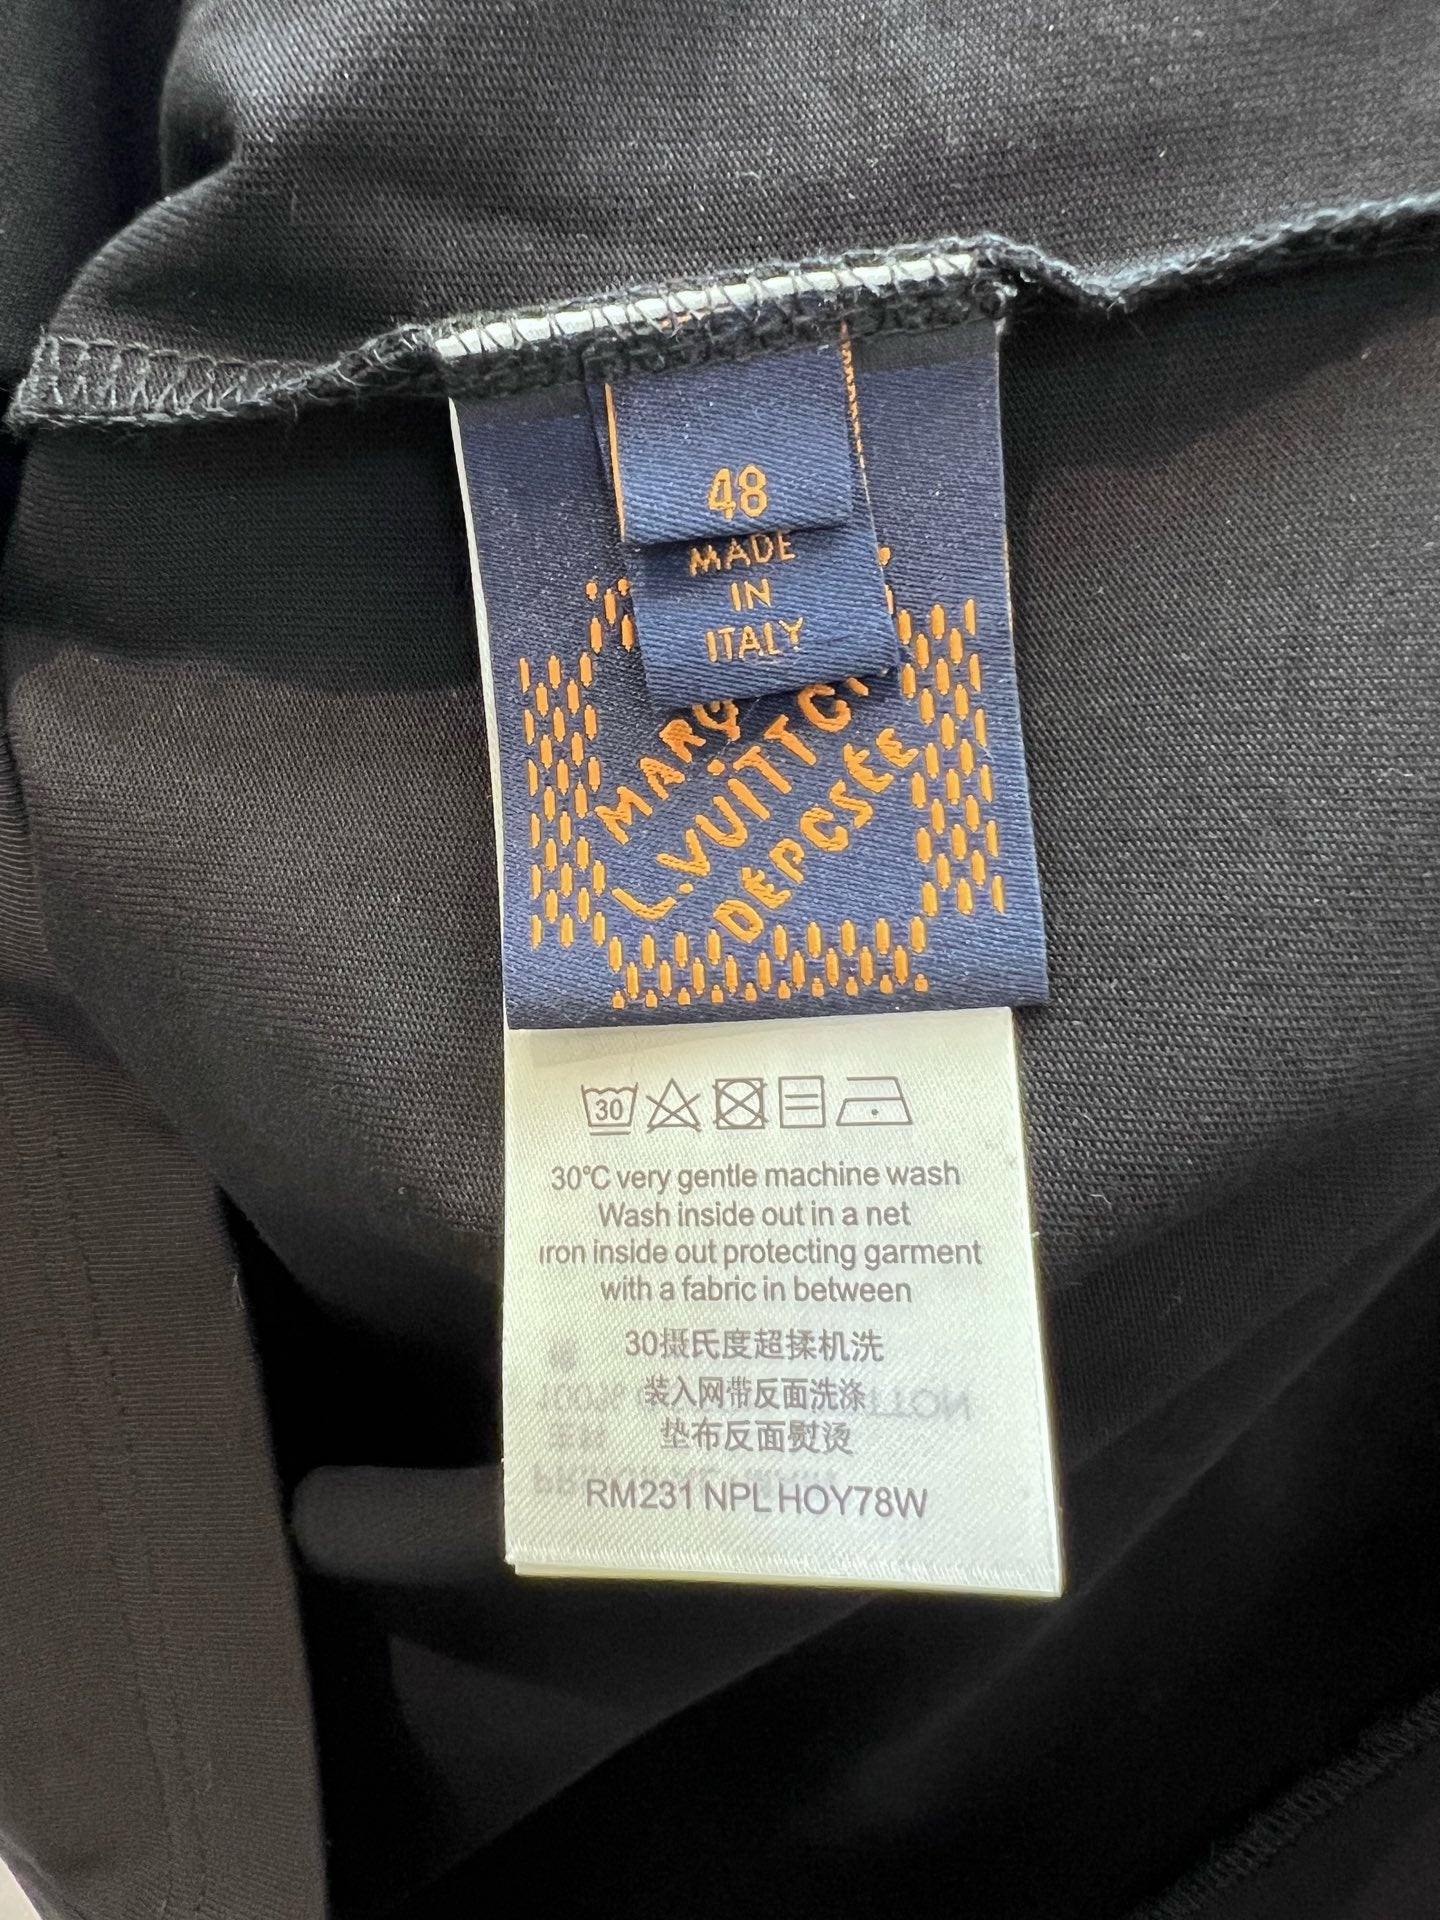 48
MADE
IN
ITALY
L.VUITTON
DÉPOSÉE
30
30°C very gentle machine wash
Wash inside out in a net
iron inside out protecting garment
with a fabric in between
30摄氏度超揉机洗
装入网带反面洗涤
垫布反面熨烫
RM231 NPL HOY78W